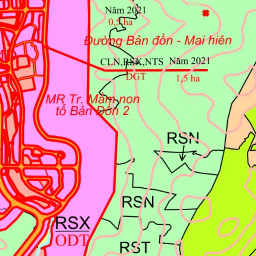 Năm 2021
0,5 ha
Đường Bản đồn - Mai hiên
CLN,RSX,NTS Năm 2021
DGT
1,5 ha
MR Tr. Mầm non
tổ Bản Đồn 2
RSN
RSN
RSX
ODT
RST